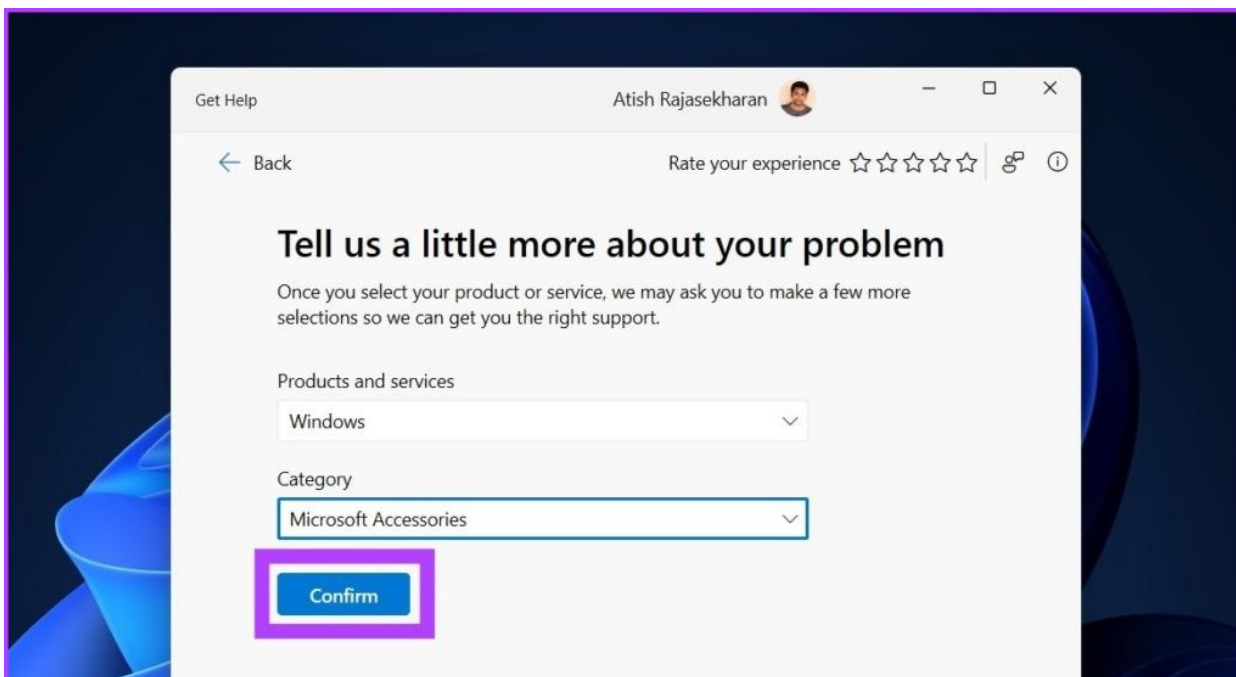 Get Help
Atish Rajasekharan
Back
Rate your experience
Tell us a little more about your problem
Once you select your product or service, we may ask you to make a few more
selections so we can get you the right support.
Products and services
Windows
Category
Microsoft Accessories
Confirm